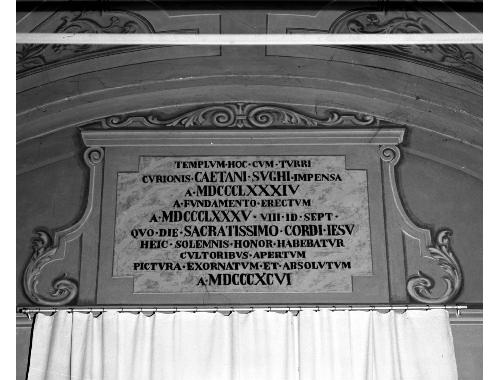 TEMPLVM·HOC·CVM·TVRRI
CVRIONIS·CAETANI·SVGHI·IMPENSA
A·MDCCCLXXXIV
A·FVNDAMENTO·ERECTVM
A·MDCCCLXXXV·VIII·ID·SEPT·
QVO·DIE·SACRATISSIMO·CORDI·IESV
HEIC·SOLEMNIS·HONOR·HABEBATVR
CVLTORIBVS·APERTVM
PICTVRA·EXORNATVM·ET·ABSOLVTVM
A·MDCCCXCVI